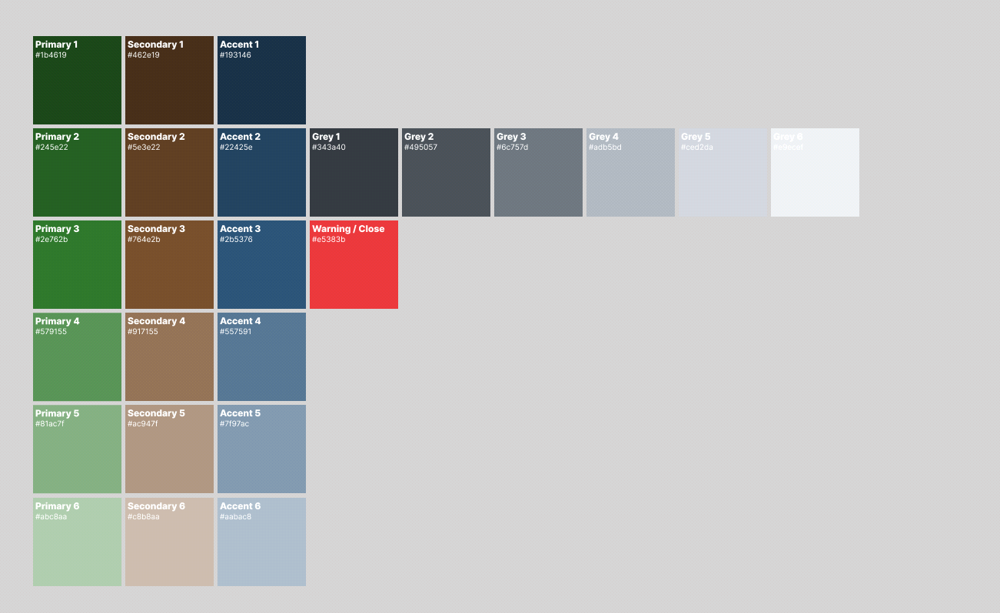 Primary 1
#1b4619
Secondary 1
#462e19
Accent 1
#193146
Primary 2
#245e22
Secondary 2
#5e3e22
Accent 2
#22425e
Grey 1
#343a40
Grey 2
#495057
Grey 3
#6c757d
Grey 4
#adb5bd
Grey 5
#ced2da
Grey 6
Primary 3
#2e762b
Secondary 3
#764e2b
Accent 3
#2b5376
Warning / Close
#e5383b
Primary 4
#579155
Secondary 4
#917155
Accent 4
#557591
Primary 5
#81ac7f
Secondary 5
#ac947f
Accent 5
#7f97ac
Primary 6
#abc8aa
Secondary 6
#c8b8aa
Accent 6
#aabac8